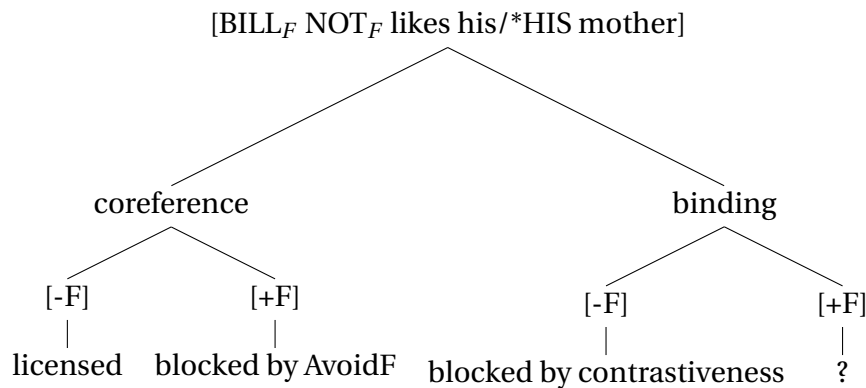 [BILL_F NOT_F likes his/*HIS mother]
coreference binding
[-F] [+F] [-F] [+F]
licensed blocked by AvoidF blocked by contrastiveness ?